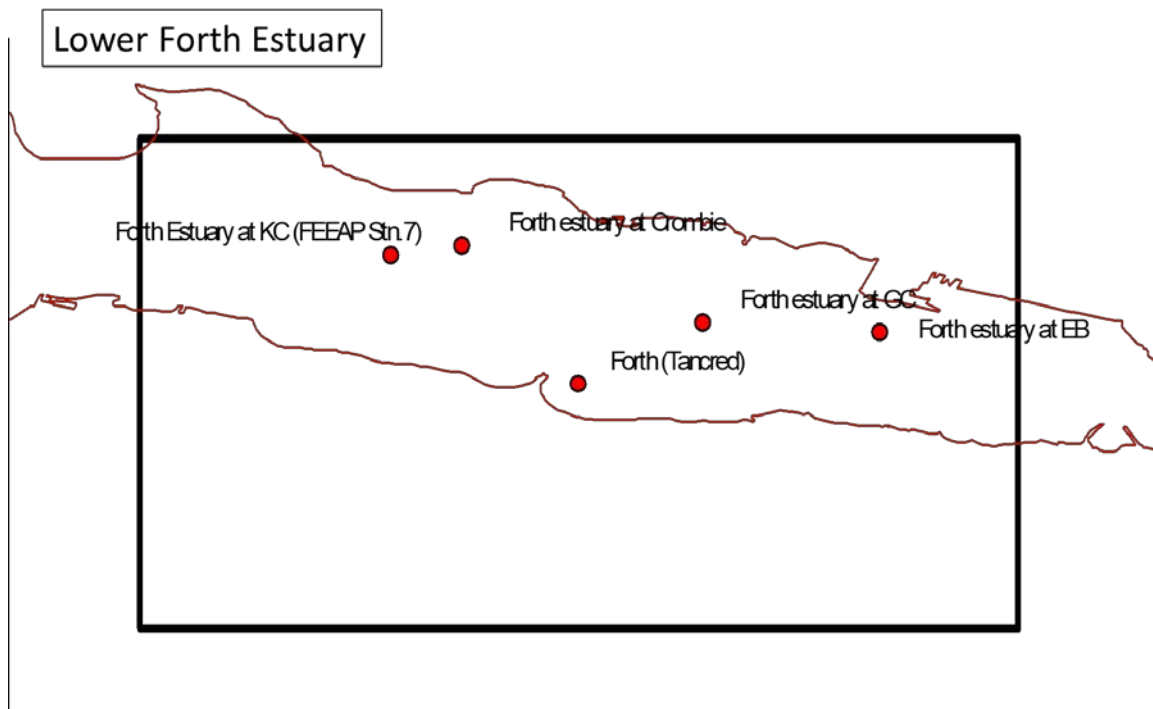 Lower Forth Estuary
Forth Estuary at KC (FEEAP Stn.7)
Forth estuary at Crombie
Forth estuary at GC
Forth estuary at EB
Forth (Tancred)